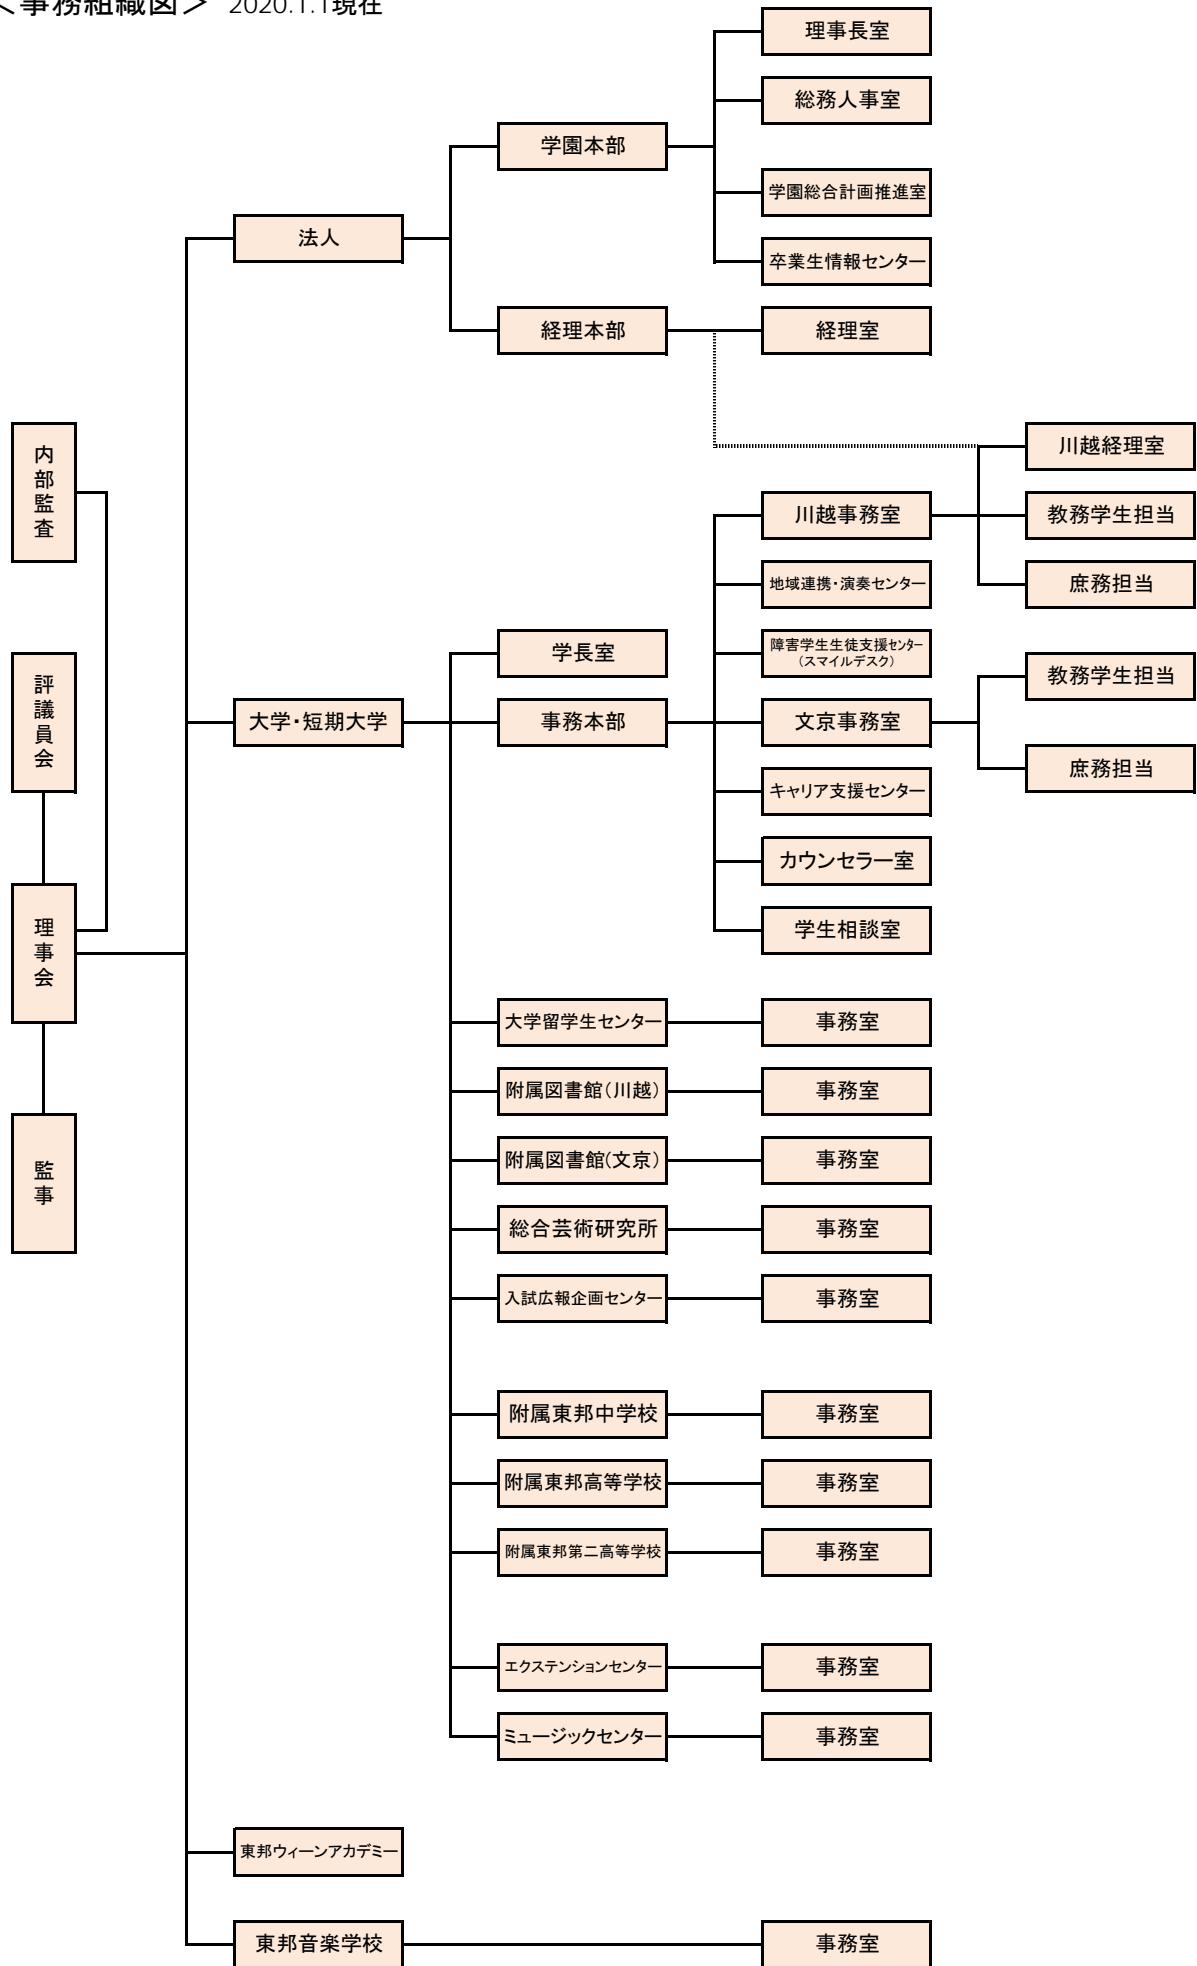 ＜事務組織図＞ 2020.1.1現在
理事長室
総務人事室
学園本部
学園総合計画推進室
法人
卒業生情報センター
経理本部
経理室
内部監査
川越経理室
川越事務室
教務学生担当
地域連携・演奏センター
庶務担当
評議員会
学長室
障害学生生徒支援センター
（スマイルデスク）
教務学生担当
大学・短期大学
事務本部
文京事務室
庶務担当
キャリア支援センター
カウンセラー室
理事会
学生相談室
大学留学生センター
事務室
附属図書館（川越）
事務室
監事
附属図書館（文京）
事務室
総合芸術研究所
事務室
入試広報企画センター
事務室
附属東邦中学校
事務室
附属東邦高等学校
事務室
附属東邦第二高等学校
事務室
エクステンションセンター
事務室
ミュージックセンター
事務室
東邦ウィーンアカデミー
東邦音楽学校
事務室